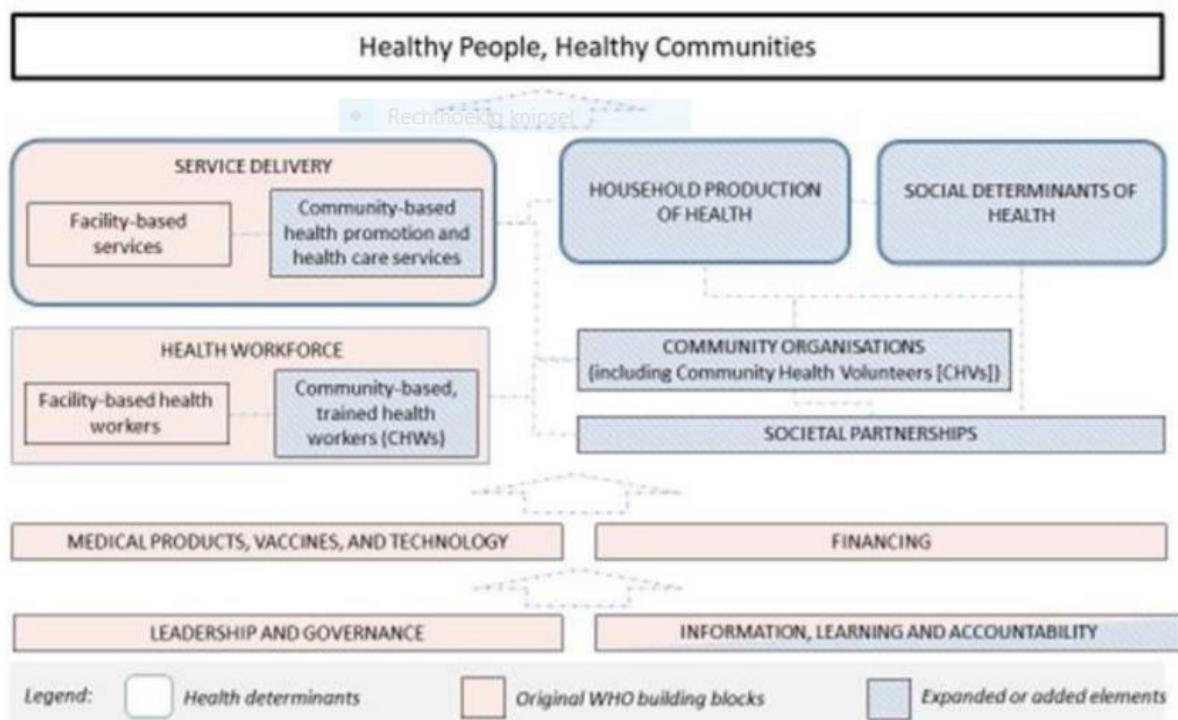 Healthy People, Healthy Communities
Rechthoekig knipsel
SERVICE DELIVERY
Facility-based
services
Community-based
health promotion and
health care services
HOUSEHOLD PRODUCTION
OF HEALTH
SOCIAL DETERMINANTS OF
HEALTH
HEALTH WORKFORCE
Facility-based health
workers
Community-based,
trained health
workers (CHWs)
COMMUNITY ORGANISATIONS
(including Community Health Volunteers [CHVs])
SOCIETAL PARTNERSHIPS
MEDICAL PRODUCTS, VACCINES, AND TECHNOLOGY
FINANCING
LEADERSHIP AND GOVERNANCE
INFORMATION, LEARNING AND ACCOUNTABILITY
Legend:
Health determinants
Original WHO building blocks
Expanded or added elements